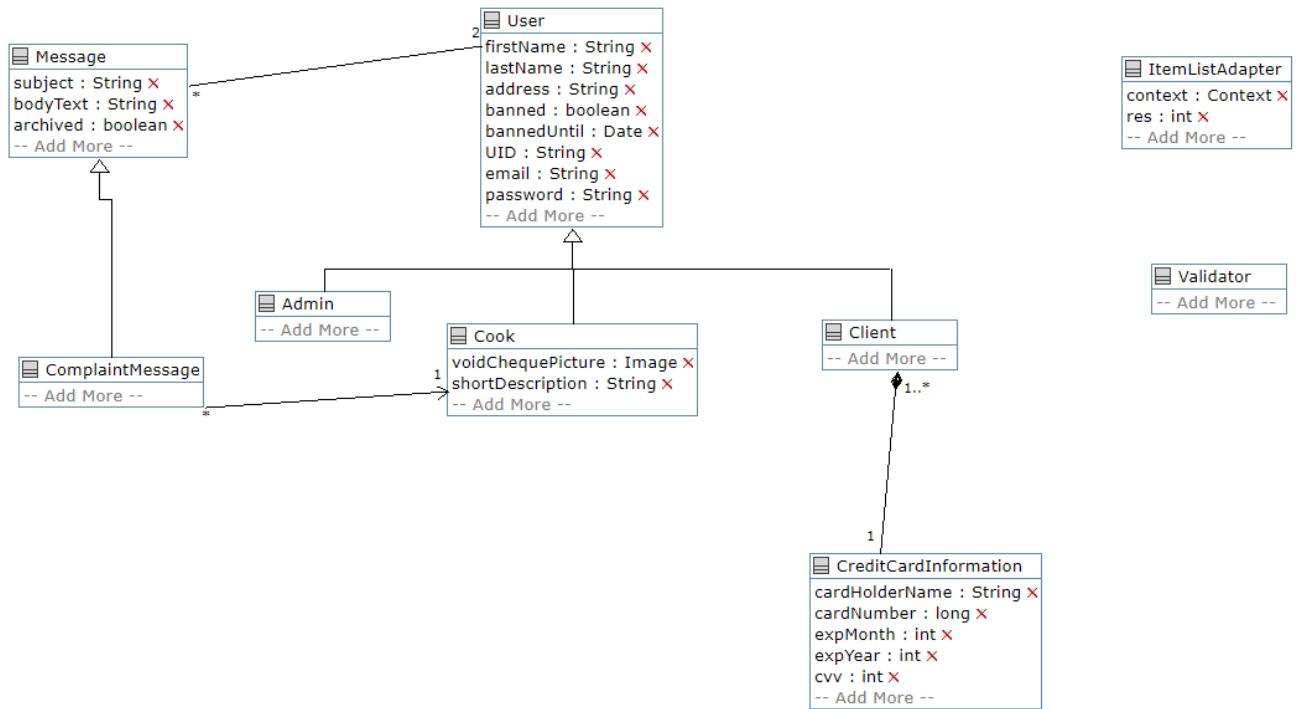 Message
subject : String
bodyText : String
archived : boolean
-- Add More --
*
2
User
firstName : String
lastName : String
address : String
banned : boolean
bannedUntil : Date
UID : String
email : String
password : String
-- Add More --
ItemListAdapter
context : Context
res : int
-- Add More --
Validator
-- Add More --
Admin
-- Add More --
Cook
voidChequePicture : Image
shortDescription : String
-- Add More --
Client
-- Add More --
ComplaintMessage
-- Add More --
*
1
1..*
1
CreditCardInformation
cardHolderName : String
cardNumber : long
expMonth : int
expYear : int
cvv : int
-- Add More --